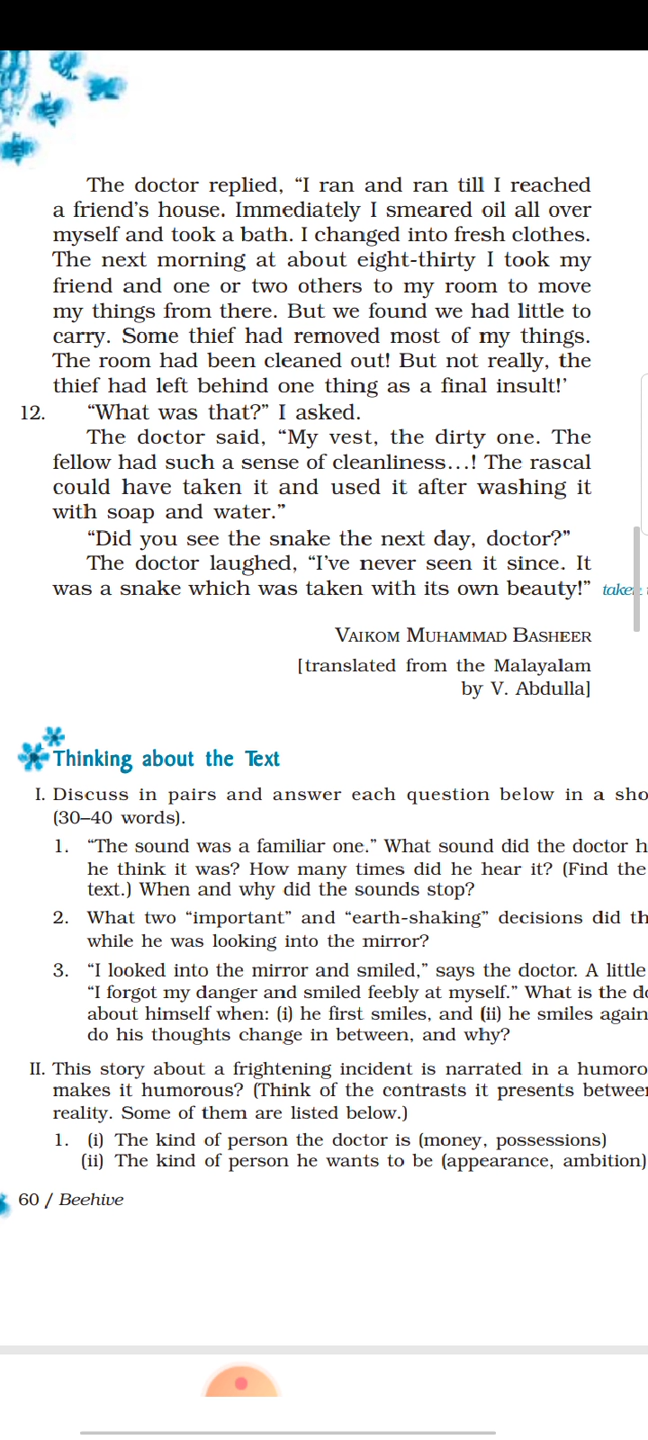 The doctor replied, “I ran and ran till I reached
a friend’s house. Immediately I smeared oil all over
myself and took a bath. I changed into fresh clothes.
The next morning at about eight-thirty I took my
friend and one or two others to my room to move
my things from there. But we found we had little to
carry. Some thief had removed most of my things.
The room had been cleaned out! But not really, the
thief had left behind one thing as a final insult!’
12. “What was that?” I asked.
The doctor said, “My vest, the dirty one. The
fellow had such a sense of cleanliness...! The rascal
could have taken it and used it after washing it
with soap and water.”
“Did you see the snake the next day, doctor?”
The doctor laughed, “I’ve never seen it since. It
was a snake which was taken with its own beauty!”
VAIKOM MUHAMMAD BASHEER
[translated from the Malayalam
by V. Abdulla]
Thinking about the Text
I. Discuss in pairs and answer each question below in a sho
(30–40 words).
1. “The sound was a familiar one.” What sound did the doctor h
he think it was? How many times did he hear it? (Find the
text.) When and why did the sounds stop?
2. What two “important” and “earth-shaking” decisions did th
while he was looking into the mirror?
3. “I looked into the mirror and smiled,” says the doctor. A little
“I forgot my danger and smiled feebly at myself.” What is the d
about himself when: (i) he first smiles, and (ii) he smiles again
do his thoughts change in between, and why?
II. This story about a frightening incident is narrated in a humoro
makes it humorous? (Think of the contrasts it presents between
reality. Some of them are listed below.)
1. (i) The kind of person the doctor is (money, possessions)
(ii) The kind of person he wants to be (appearance, ambition)
60 / Beehive